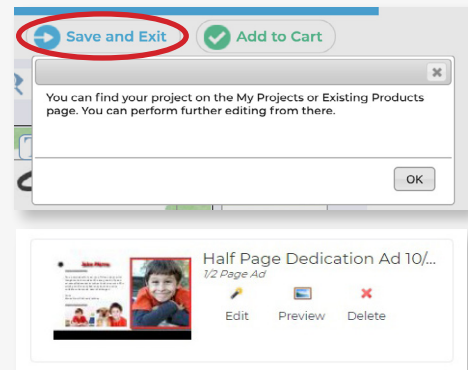 Save and Exit
Add to Cart
You can find your project on the My Projects or Existing Products
page. You can perform further editing from there.
OK
Half Page Dedication Ad 10/...
1/2 Page Ad
Edit Preview Delete